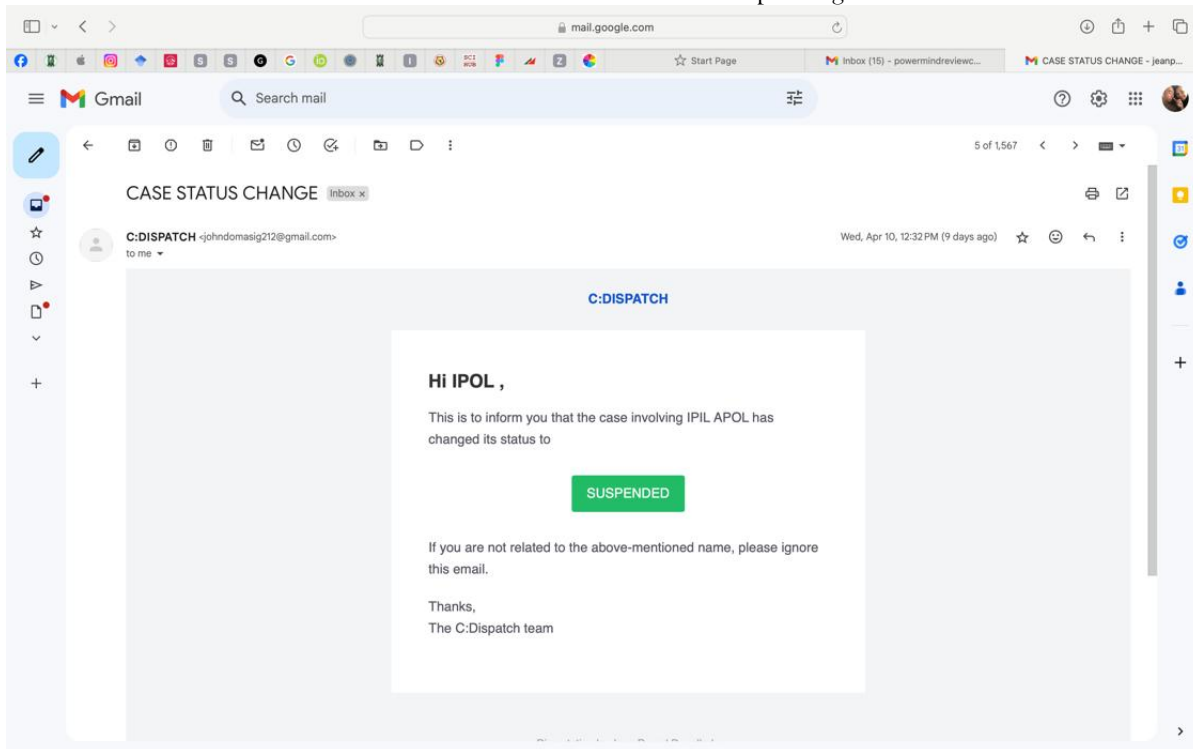 mail.google.com
SCI
HUB
Start Page
Inbox (15) - powermindreviewc...
CASE STATUS CHANGE - jeanp...
Gmail
Search mail
5 of 1,567
CASE STATUS CHANGE Inbox x
C:DISPATCH <johndomasig212@gmail.com>
Wed, Apr 10, 12:32 PM (9 days ago)
to me
C:DISPATCH
Hi IPOL ,
This is to inform you that the case involving IPIL APOL has
changed its status to
SUSPENDED
If you are not related to the above-mentioned name, please ignore
this email.
Thanks,
The C:Dispatch team